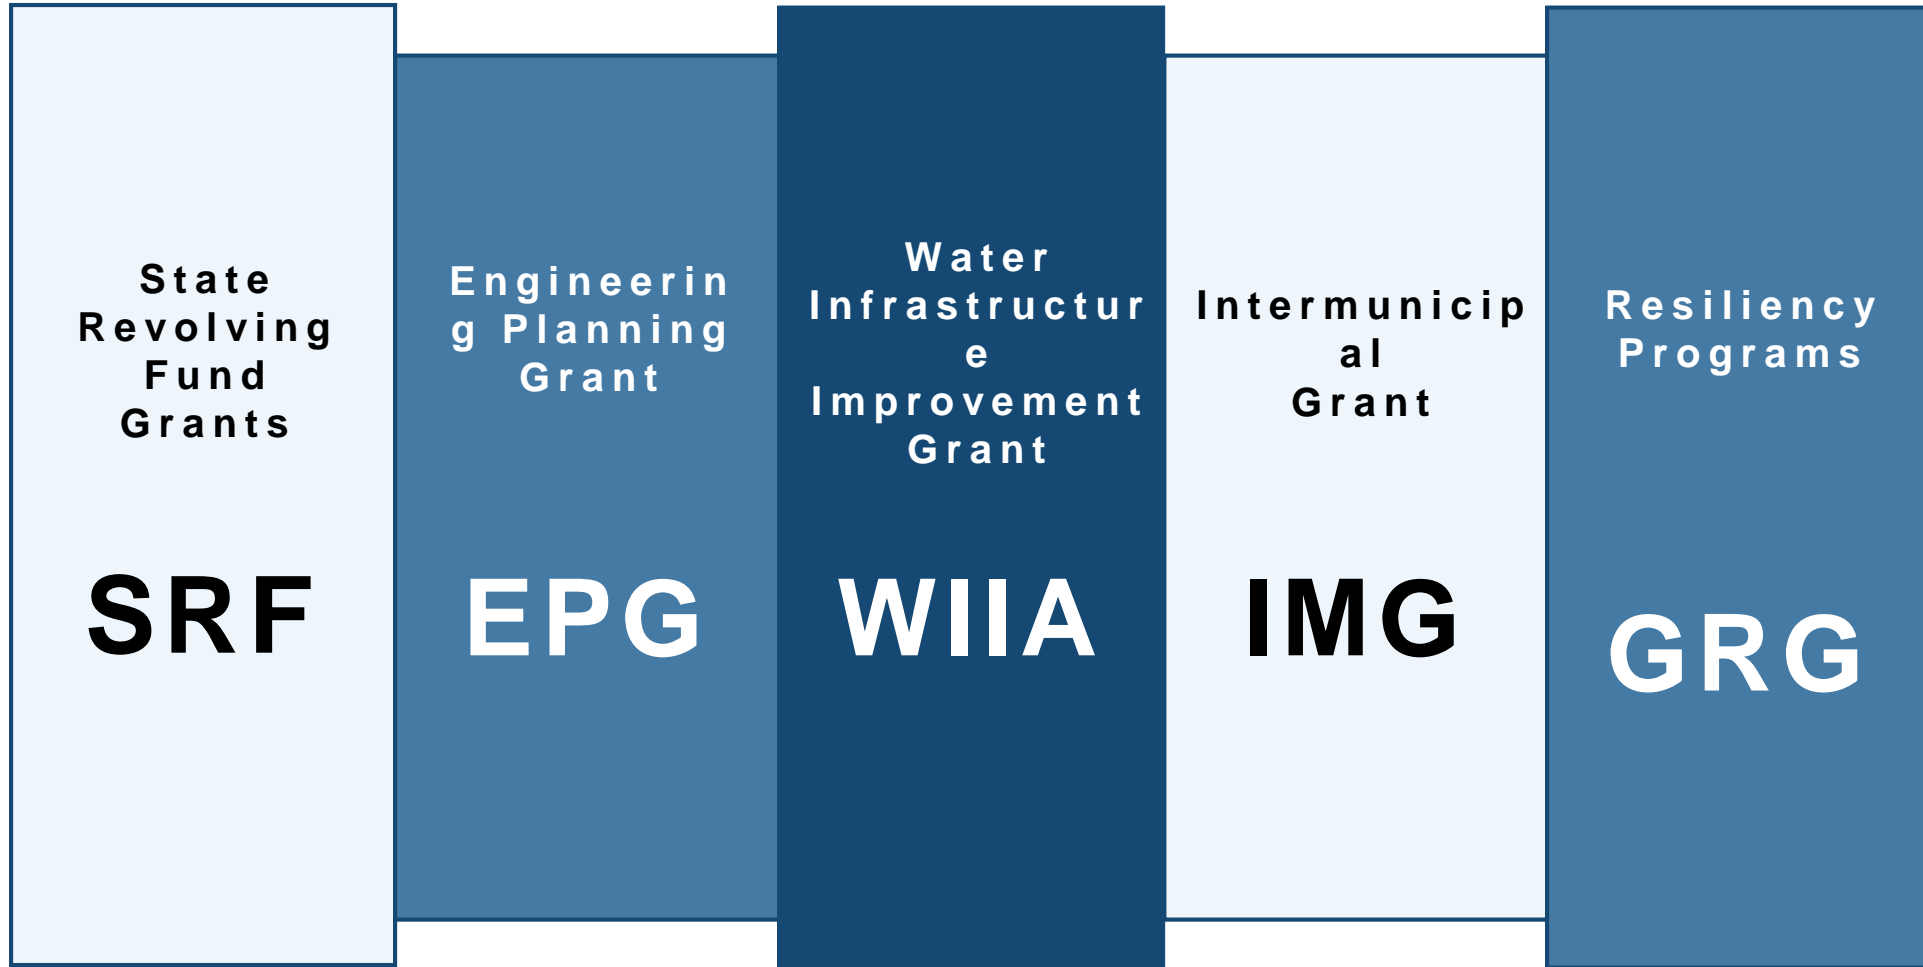 State
Revolving
Fund
Grants
SRF
Engineerin
g Planning
Grant
EPG
Water
Infrastructur
e
Improvement
Grant
WIIA
Intermunicip
al
Grant
IMG
Resiliency
Programs
GRG